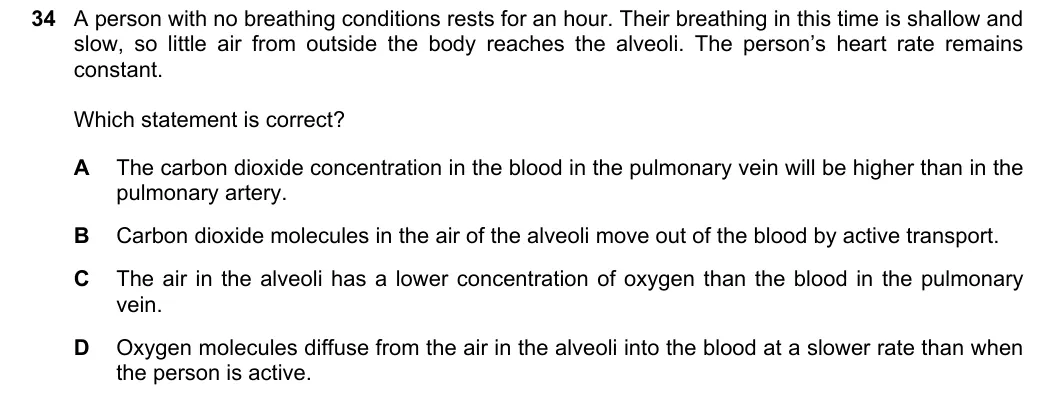 34 A person with no breathing conditions rests for an hour. Their breathing in this time is shallow and
slow, so little air from outside the body reaches the alveoli. The person's heart rate remains
constant.
Which statement is correct?
A The carbon dioxide concentration in the blood in the pulmonary vein will be higher than in the
pulmonary artery.
B Carbon dioxide molecules in the air of the alveoli move out of the blood by active transport.
C The air in the alveoli has a lower concentration of oxygen than the blood in the pulmonary
vein.
D Oxygen molecules diffuse from the air in the alveoli into the blood at a slower rate than when
the person is active.